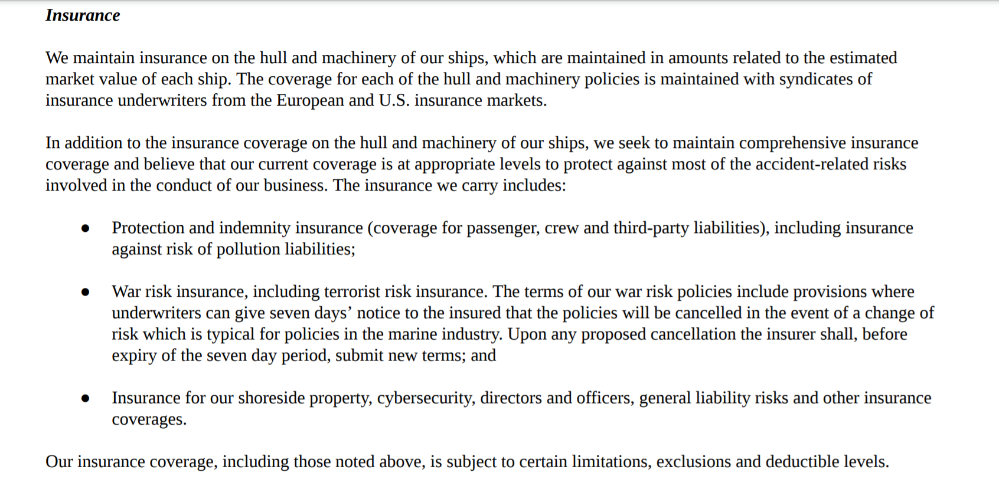 Insurance
We maintain insurance on the hull and machinery of our ships, which are maintained in amounts related to the estimated
market value of each ship. The coverage for each of the hull and machinery policies is maintained with syndicates of
insurance underwriters from the European and U.S. insurance markets.
In addition to the insurance coverage on the hull and machinery of our ships, we seek to maintain comprehensive insurance
coverage and believe that our current coverage is at appropriate levels to protect against most of the accident-related risks
involved in the conduct of our business. The insurance we carry includes:
● Protection and indemnity insurance (coverage for passenger, crew and third-party liabilities), including insurance
against risk of pollution liabilities;
● War risk insurance, including terrorist risk insurance. The terms of our war risk policies include provisions where
underwriters can give seven days’ notice to the insured that the policies will be cancelled in the event of a change of
risk which is typical for policies in the marine industry. Upon any proposed cancellation the insurer shall, before
expiry of the seven day period, submit new terms; and
● Insurance for our shoreside property, cybersecurity, directors and officers, general liability risks and other insurance
coverages.
Our insurance coverage, including those noted above, is subject to certain limitations, exclusions and deductible levels.